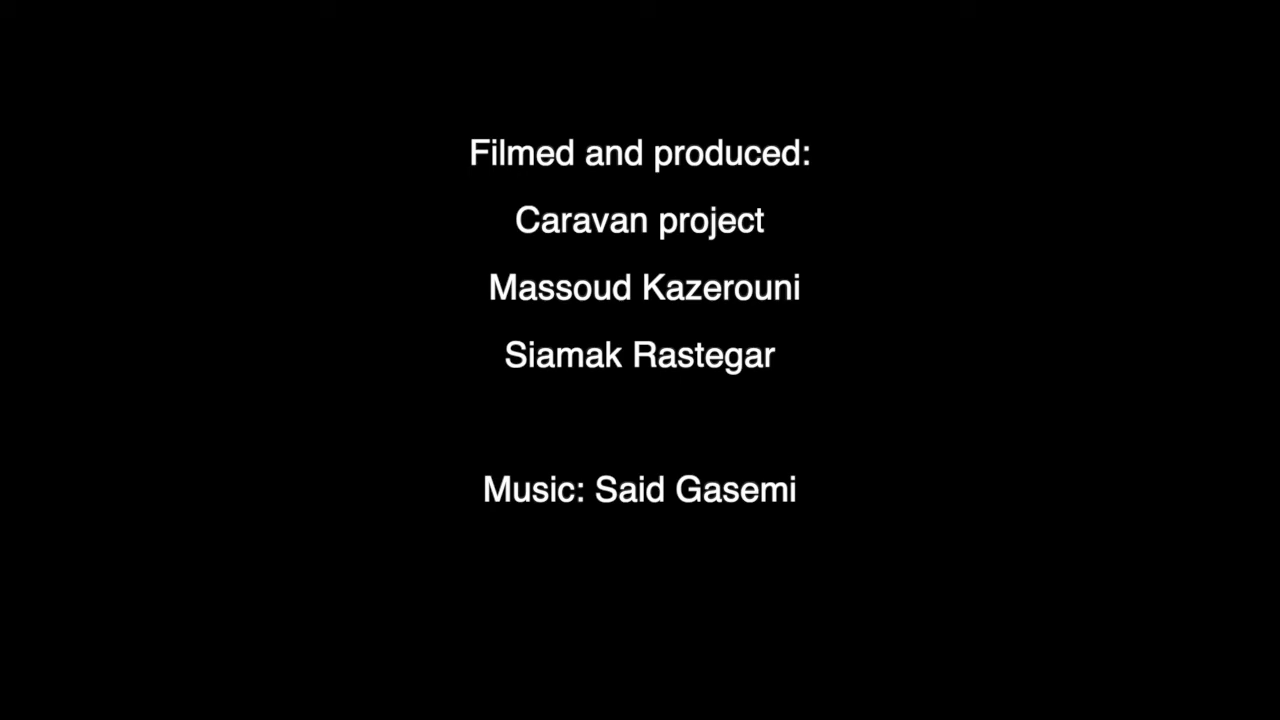 Filmed and produced:
Caravan project
Massoud Kazerouni
Siamak Rastegar
Music: Said Gasemi